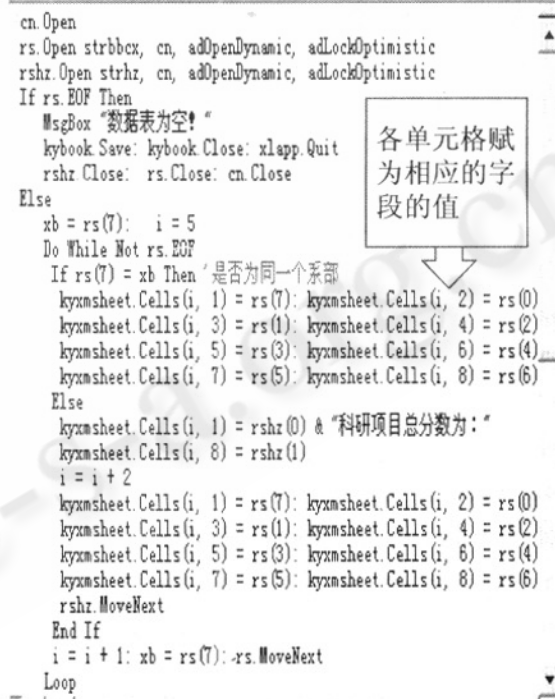 cn.Open
rs.Open strbbcx, cn, adOpenDynamic, adLockOptimistic
rshz.Open strhz, cn, adOpenDynamic, adLockOptimistic
If rs.EOF Then
MsgBox "数据表为空！"
kybook.Save: kybook.Close: xlapp.Quit
rshz.Close: rs.Close: cn.Close
Else
xb = rs(7): i = 5
Do While Not rs.EOF
If rs(7) = xb Then '是否为同一个系部
kyxmsheet.Cells(i, 1) = rs(7): kyxmsheet.Cells(i, 2) = rs(0)
kyxmsheet.Cells(i, 3) = rs(1): kyxmsheet.Cells(i, 4) = rs(2)
kyxmsheet.Cells(i, 5) = rs(3): kyxmsheet.Cells(i, 6) = rs(4)
kyxmsheet.Cells(i, 7) = rs(5): kyxmsheet.Cells(i, 8) = rs(6)
Else
kyxmsheet.Cells(i, 1) = rshz(0) & "科研项目总分数为："
kyxmsheet.Cells(i, 8) = rshz(1)
i = i + 2
kyxmsheet.Cells(i, 1) = rs(7): kyxmsheet.Cells(i, 2) = rs(0)
kyxmsheet.Cells(i, 3) = rs(1): kyxmsheet.Cells(i, 4) = rs(2)
kyxmsheet.Cells(i, 5) = rs(3): kyxmsheet.Cells(i, 6) = rs(4)
kyxmsheet.Cells(i, 7) = rs(5): kyxmsheet.Cells(i, 8) = rs(6)
rshz.MoveNext
End If
i = i + 1: xb = rs(7): rs.MoveNext
Loop
各单元格赋
为相应的字
段的值